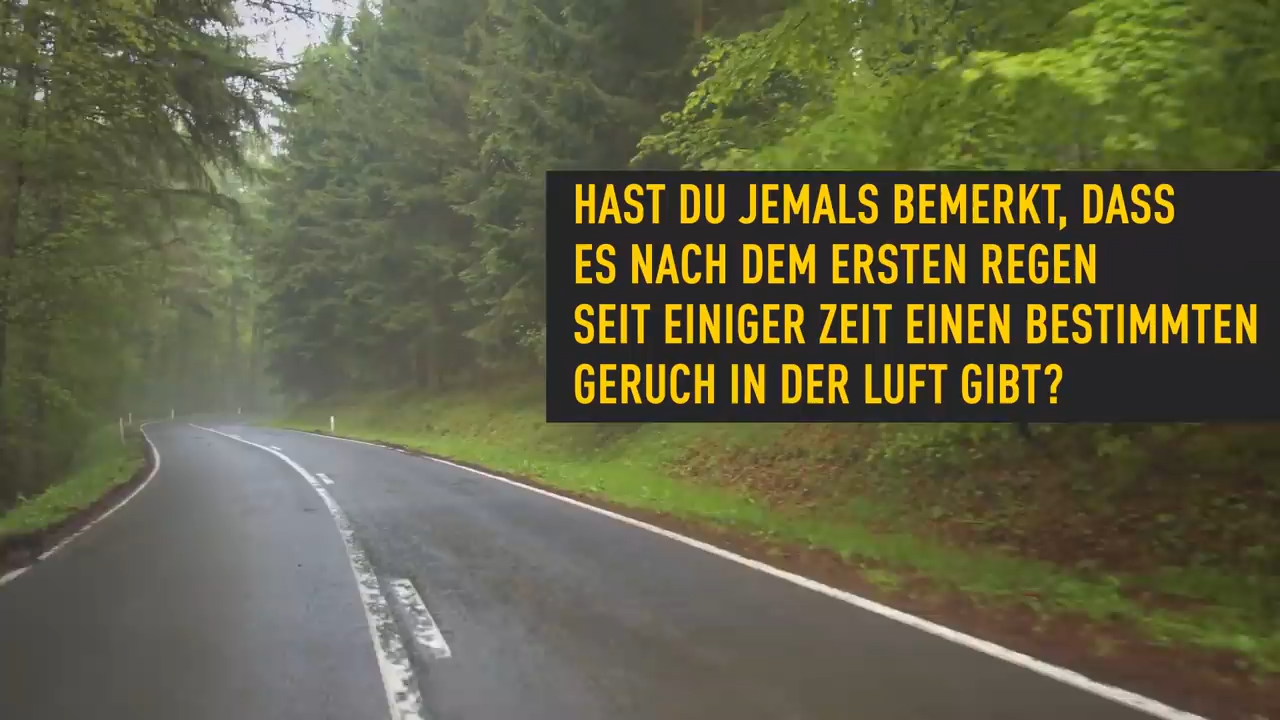 HAST DU JEMALS BEMERKT, DASS
ES NACH DEM ERSTEN REGEN
SEIT EINIGER ZEIT EINEN BESTIMMTEN
GERUCH IN DER LUFT GIBT?